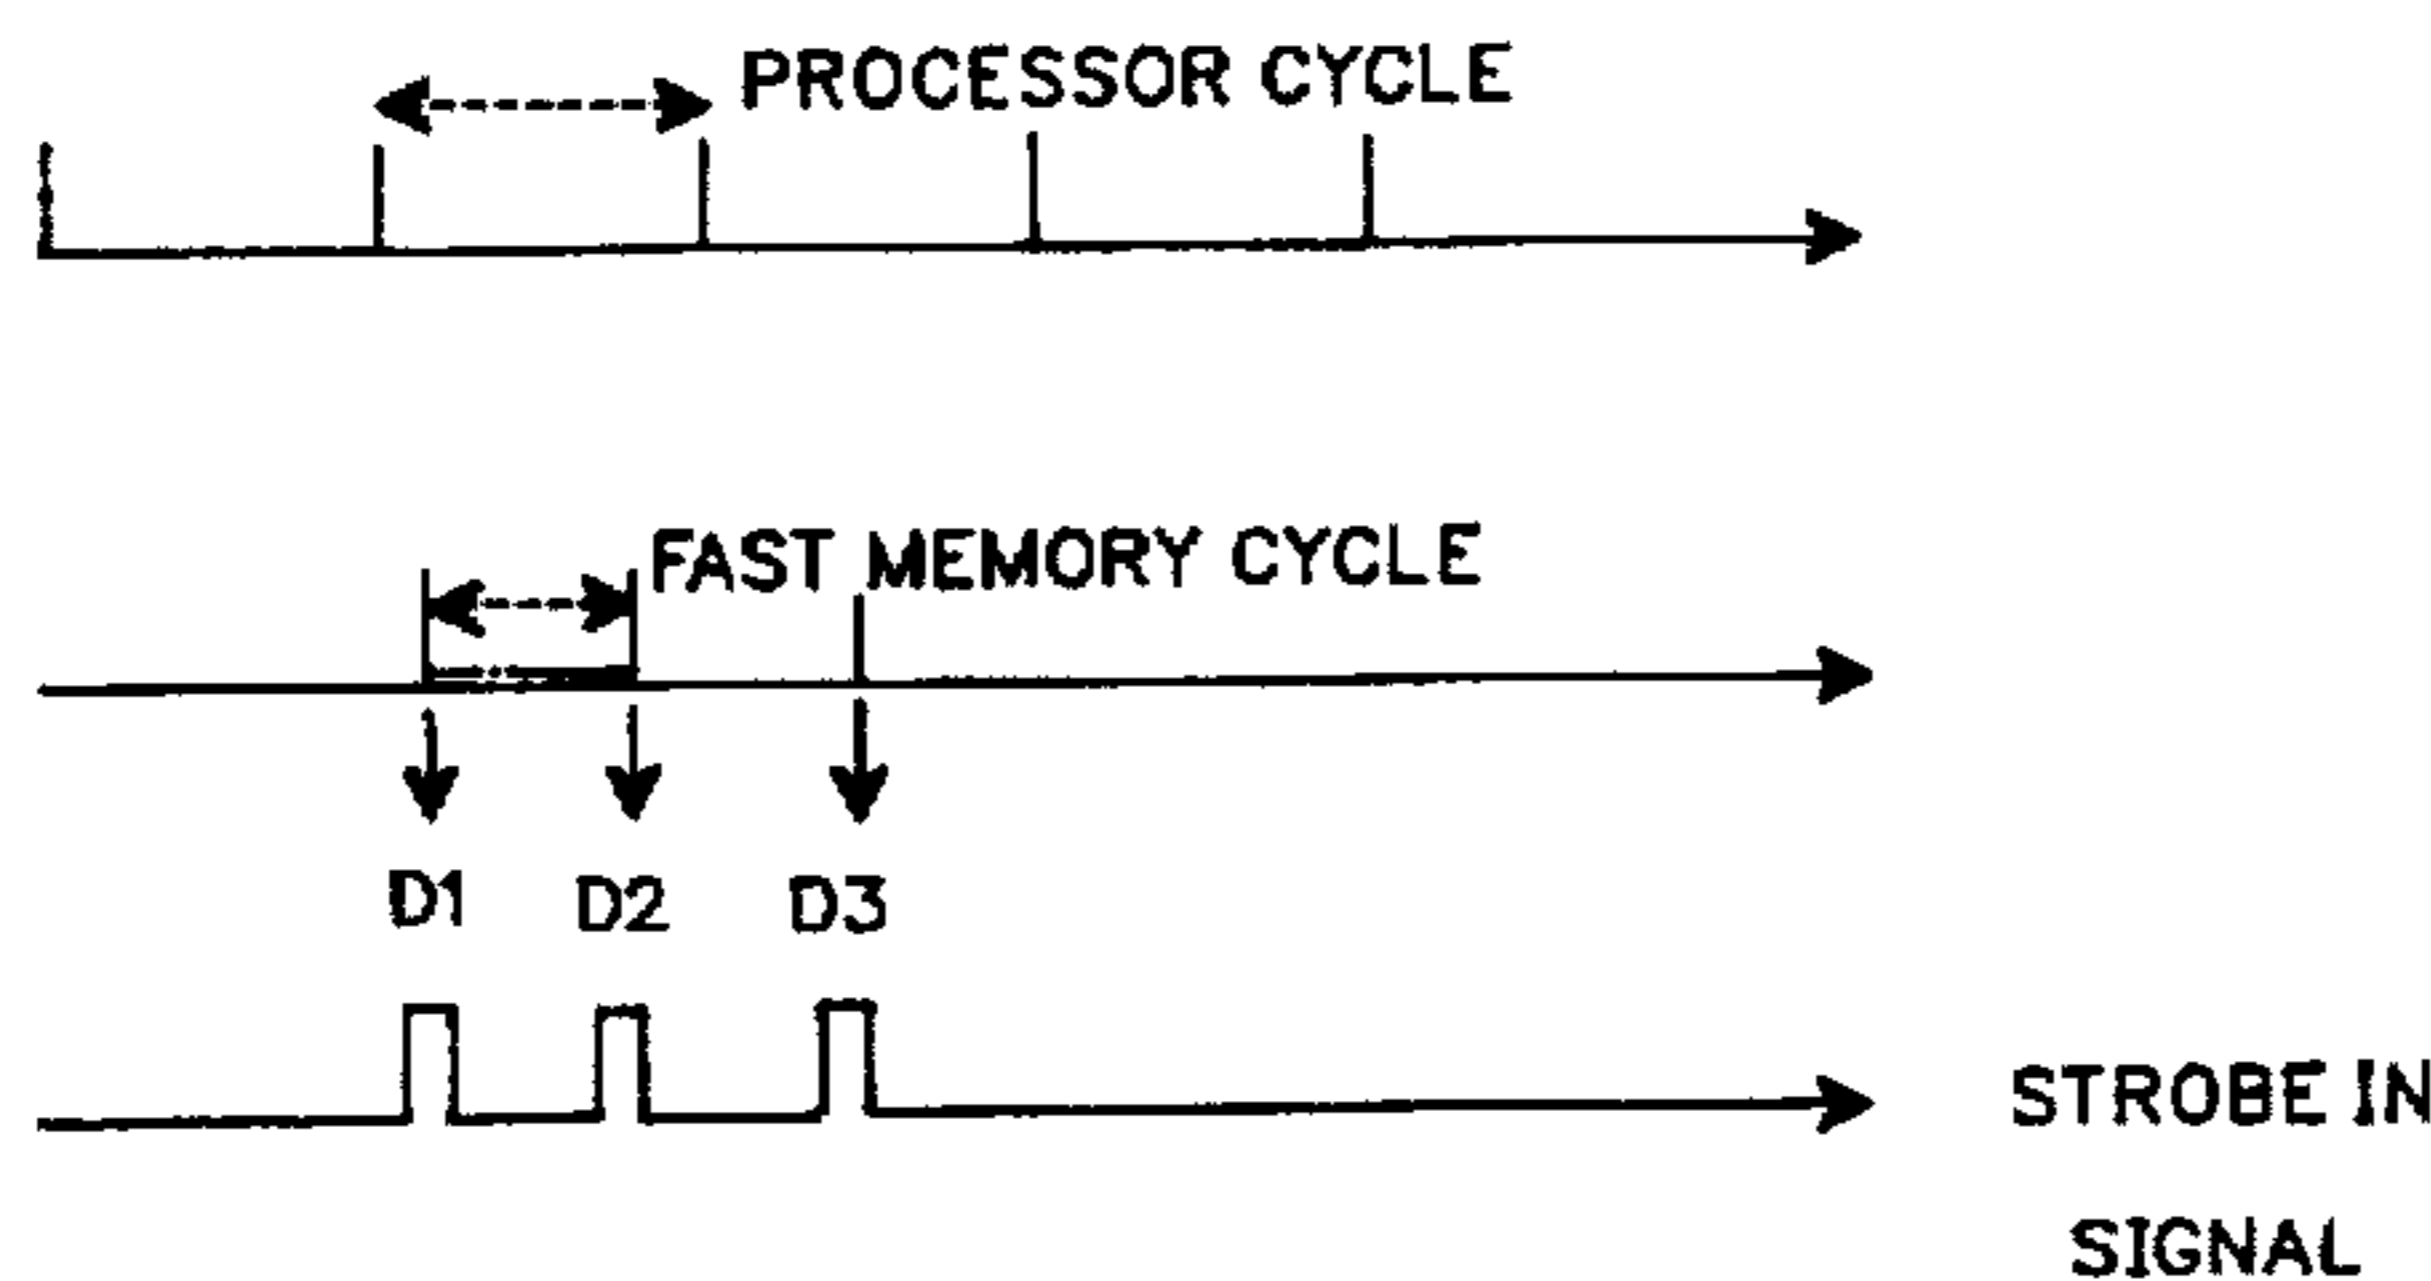 PROCESSOR CYCLE
FAST MEMORY CYCLE
D1 D2 D3
STROBE IN
SIGNAL